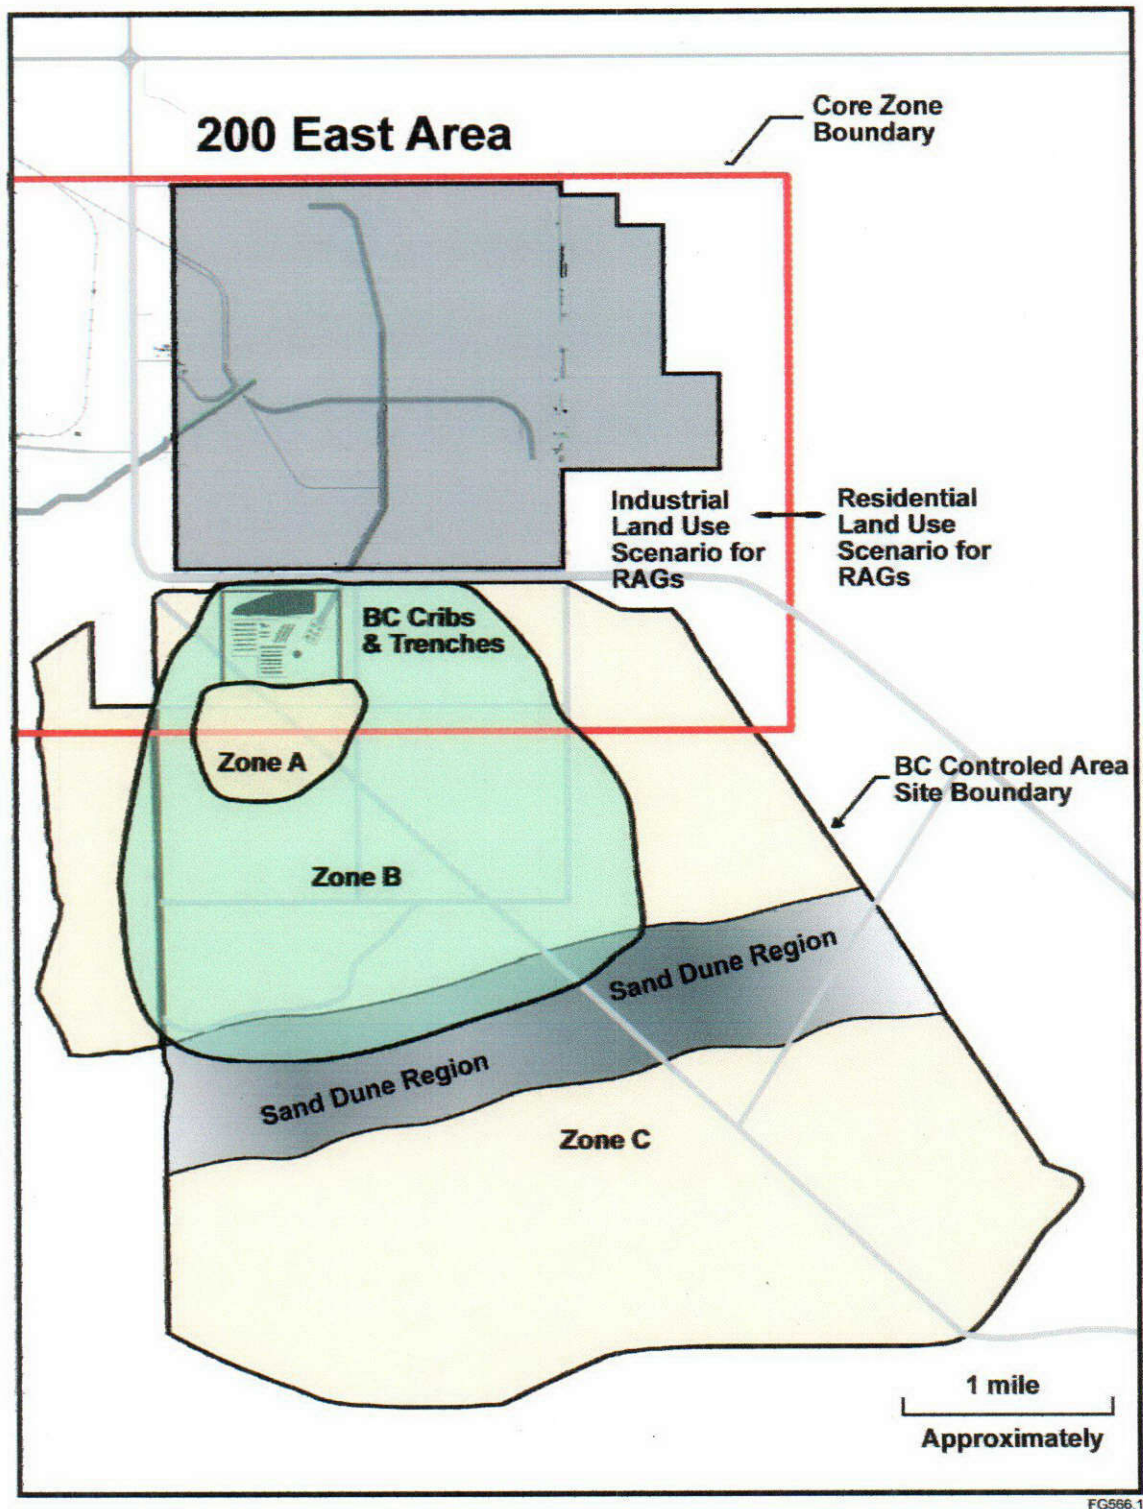 200 East Area
Core Zone
Boundary
Industrial
Land Use
Scenario for
RAGs
Residential
Land Use
Scenario for
RAGs
BC Cribs
& Trenches
Zone A
BC Controled Area
Site Boundary
Zone B
Sand Dune Region
Sand Dune Region
Zone C
1 mile
Approximately
FG566.1